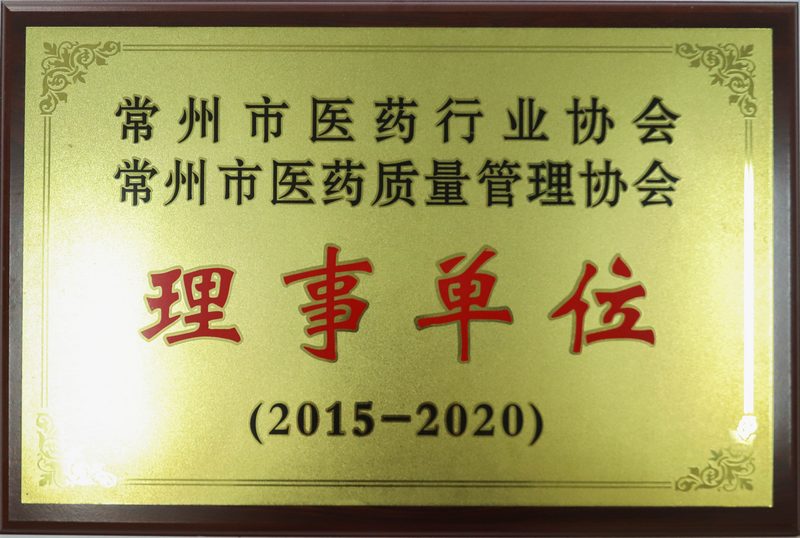 常州市医药行业协会
常州市医药质量管理协会
理事单位
(2015-2020)